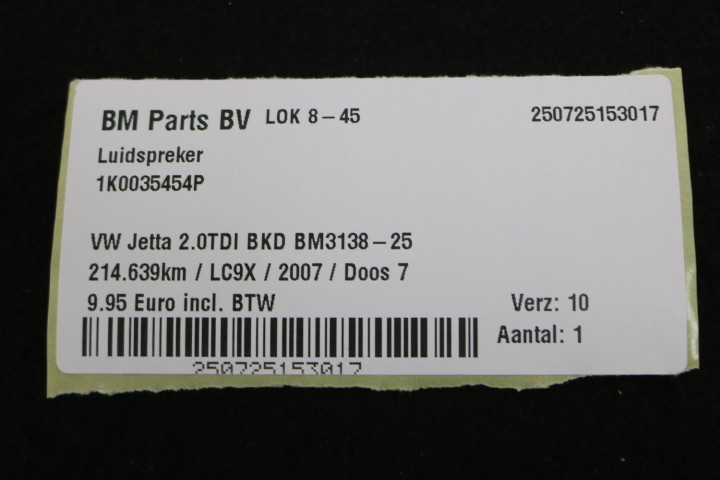 BM Parts BV LOK 8-45 250725153017
Luidspreker
1K0035454P
VW Jetta 2.0TDI BKD BM3138-25
214.639km / LC9X / 2007 / Doos 7
9.95 Euro incl. BTW Verz: 10
Aantal: 1
250725153017